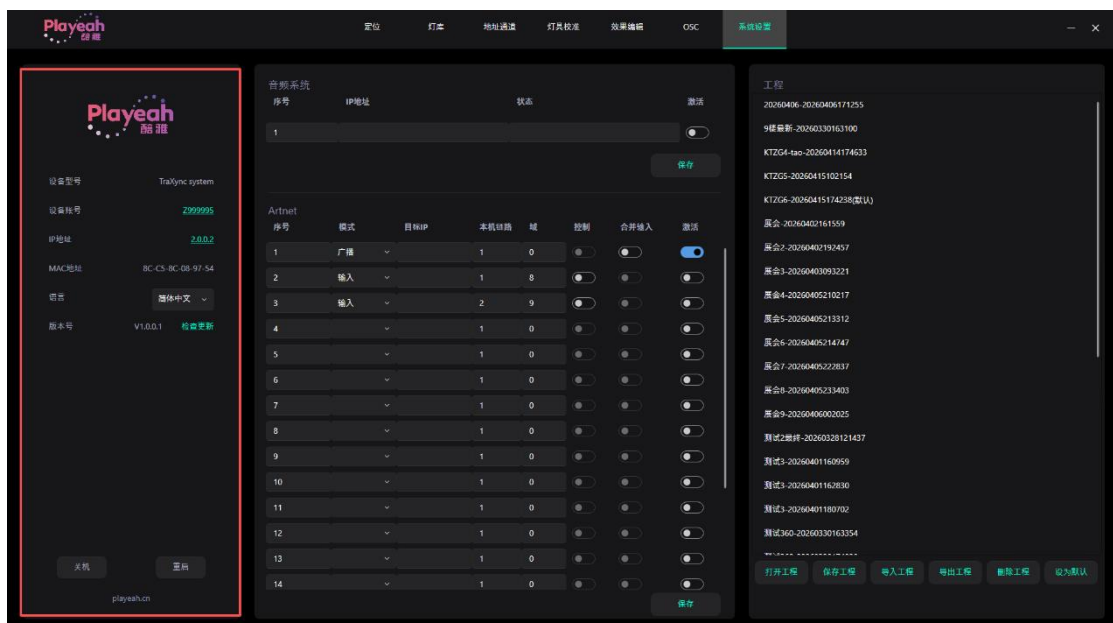 Playeah
酷雅
定位 灯库 地址通道 灯具校准 效果编辑 OSC 系统设置
Playeah
酷雅
设备型号 TraXync system
设备账号 Z999995
IP地址 2.0.0.2
MAC地址 8C-C5-8C-08-97-54
语言 简体中文
版本号 V1.0.0.1 检查更新
关机 重启
playeah.cn
音频系统
序号 IP地址 状态 激活
1
保存
Artnet
序号 模式 目标IP 本机链路 域 控制 合并输入 激活
1 广播 1 0
2 输入 1 8
3 输入 2 9
4 1 0
5 1 0
6 1 0
7 1 0
8 1 0
9 1 0
10 1 0
11 1 0
12 1 0
13 1 0
14 1 0
保存
工程
20260406-20260406171255
9楼最新-20260330163100
KTZG4-tao-20260414174633
KTZG5-20260415102154
KTZG6-20260415174238(默认)
展会-20260402161559
展会2-20260402192457
展会3-20260403093221
展会4-20260405210217
展会5-20260405213312
展会6-20260405214747
展会7-20260405222837
展会8-20260405233403
展会9-20260406002025
测试2最终-20260328121437
测试3-20260401160959
测试3-20260401162830
测试3-20260401180702
测试360-20260330163354
打开工程 保存工程 导入工程 导出工程 删除工程 设为默认